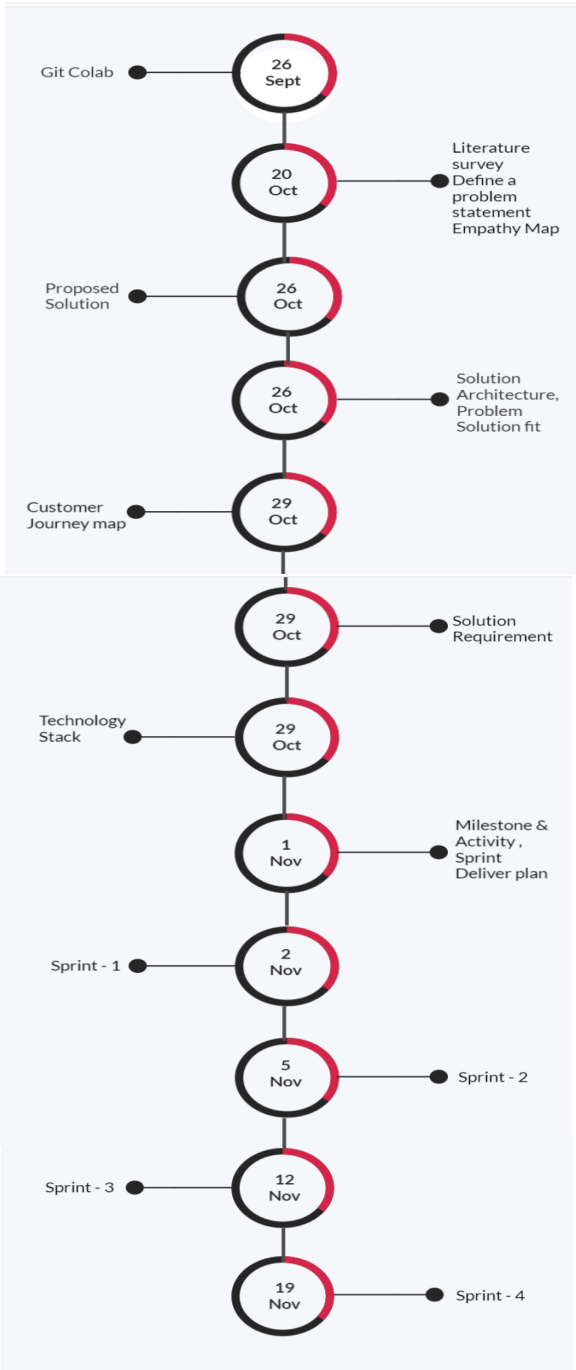 Git Colab
26
Sept
20
Oct
Literature
survey
Define a
problem
statement
Empathy Map
Proposed
Solution
26
Oct
26
Oct
Solution
Architecture,
Problem
Solution fit
Customer
Journey map
29
Oct
29
Oct
Solution
Requirement
Technology
Stack
29
Oct
1
Nov
Milestone &
Activity ,
Sprint
Deliver plan
Sprint - 1
2
Nov
5
Nov
Sprint - 2
Sprint - 3
12
Nov
19
Nov
Sprint - 4